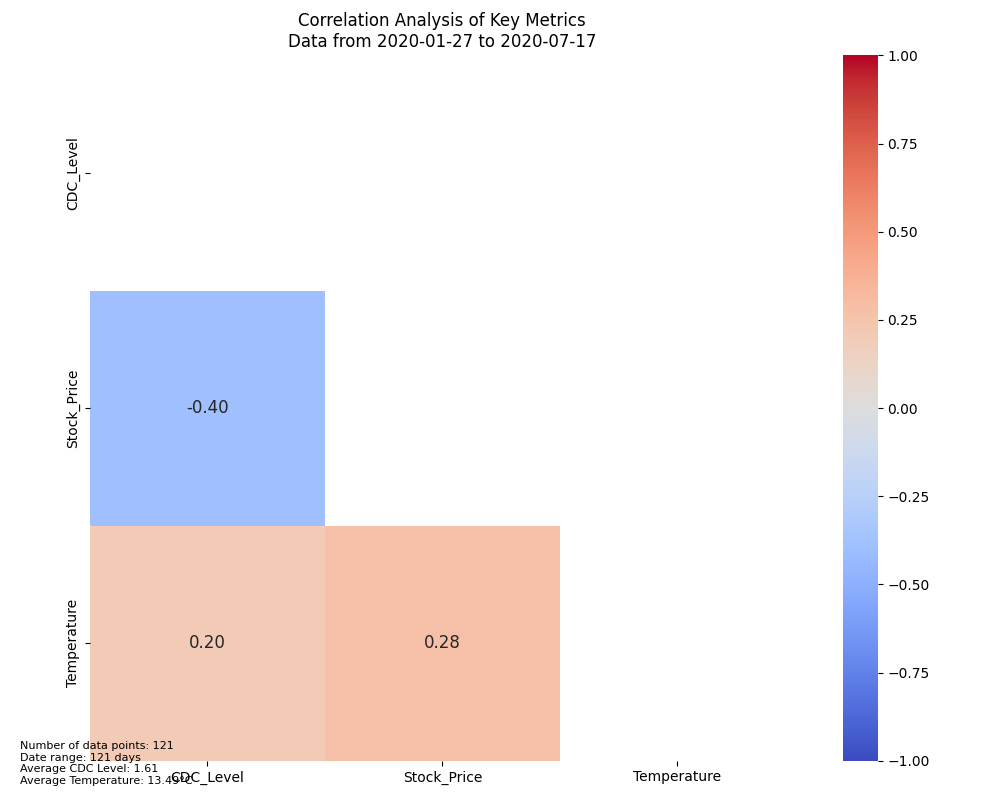 Correlation Analysis of Key Metrics
Data from 2020-01-27 to 2020-07-17
CDC_Level
Stock_Price
Temperature
-0.40
0.20
0.28
CDC_Level
Stock_Price
Temperature
1.00
0.75
0.50
0.25
0.00
−0.25
−0.50
−0.75
−1.00
Number of data points: 121
Date range: 121 days
Average CDC Level: 1.61
Average Temperature: 13.49°C